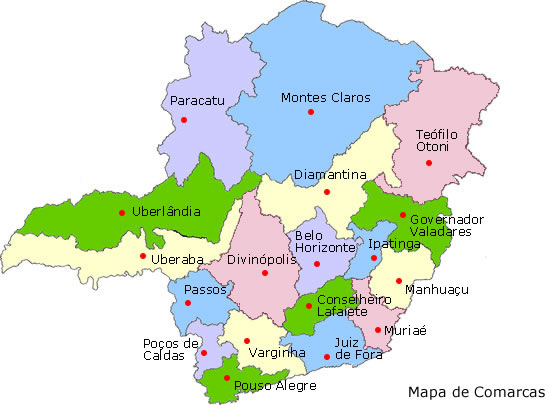 Paracatu
Montes Claros
Teófilo
Otoni
Diamantina
Uberlândia
Governador
Valadares
Belo
Horizonte
Ipatinga
Uberaba
Divinópolis
Passos
Manhuaçu
Conselheiro
Lafaiete
Muriaé
Poços de
Caldas
Varginha
Juiz
de Fora
Pouso Alegre
Mapa de Comarcas